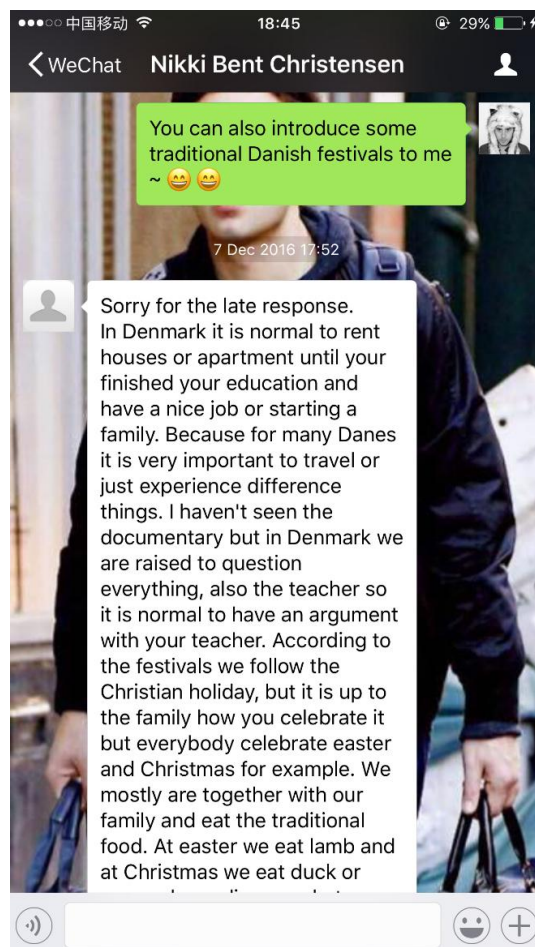 中国移动 18:45 29%
WeChat Nikki Bent Christensen
You can also introduce some
traditional Danish festivals to me
~ 😄 😄
7 Dec 2016 17:52
Sorry for the late response.
In Denmark it is normal to rent
houses or apartment until your
finished your education and
have a nice job or starting a
family. Because for many Danes
it is very important to travel or
just experience difference
things. I haven't seen the
documentary but in Denmark we
are raised to question
everything, also the teacher so
it is normal to have an argument
with your teacher. According to
the festivals we follow the
Christian holiday, but it is up to
the family how you celebrate it
but everybody celebrate easter
and Christmas for example. We
mostly are together with our
family and eat the traditional
food. At easter we eat lamb and
at Christmas we eat duck or